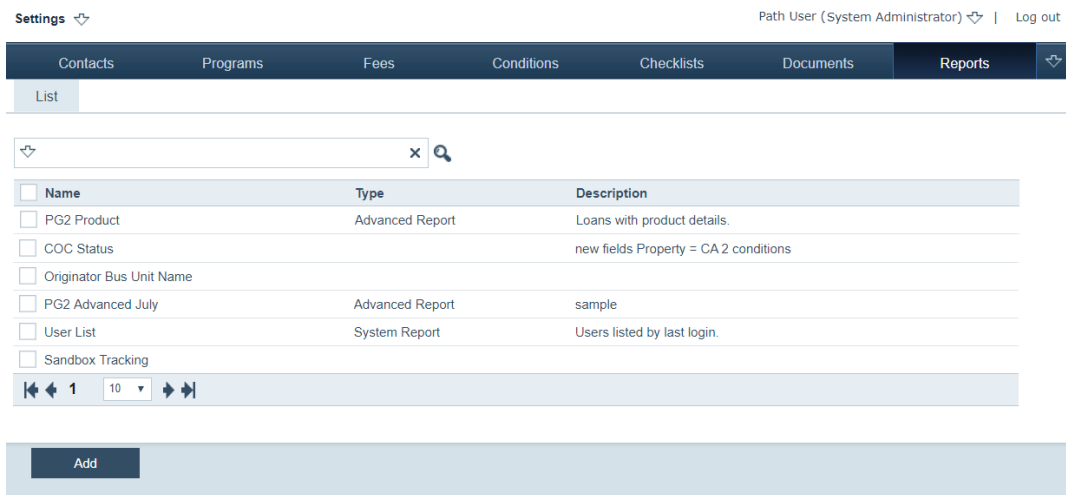 Settings Path User (System Administrator) | Log out
Contacts Programs Fees Conditions Checklists Documents Reports
List
Name Type Description
PG2 Product Advanced Report Loans with product details.
COC Status new fields Property = CA 2 conditions
Originator Bus Unit Name
PG2 Advanced July Advanced Report sample
User List System Report Users listed by last login.
Sandbox Tracking
1 10
Add